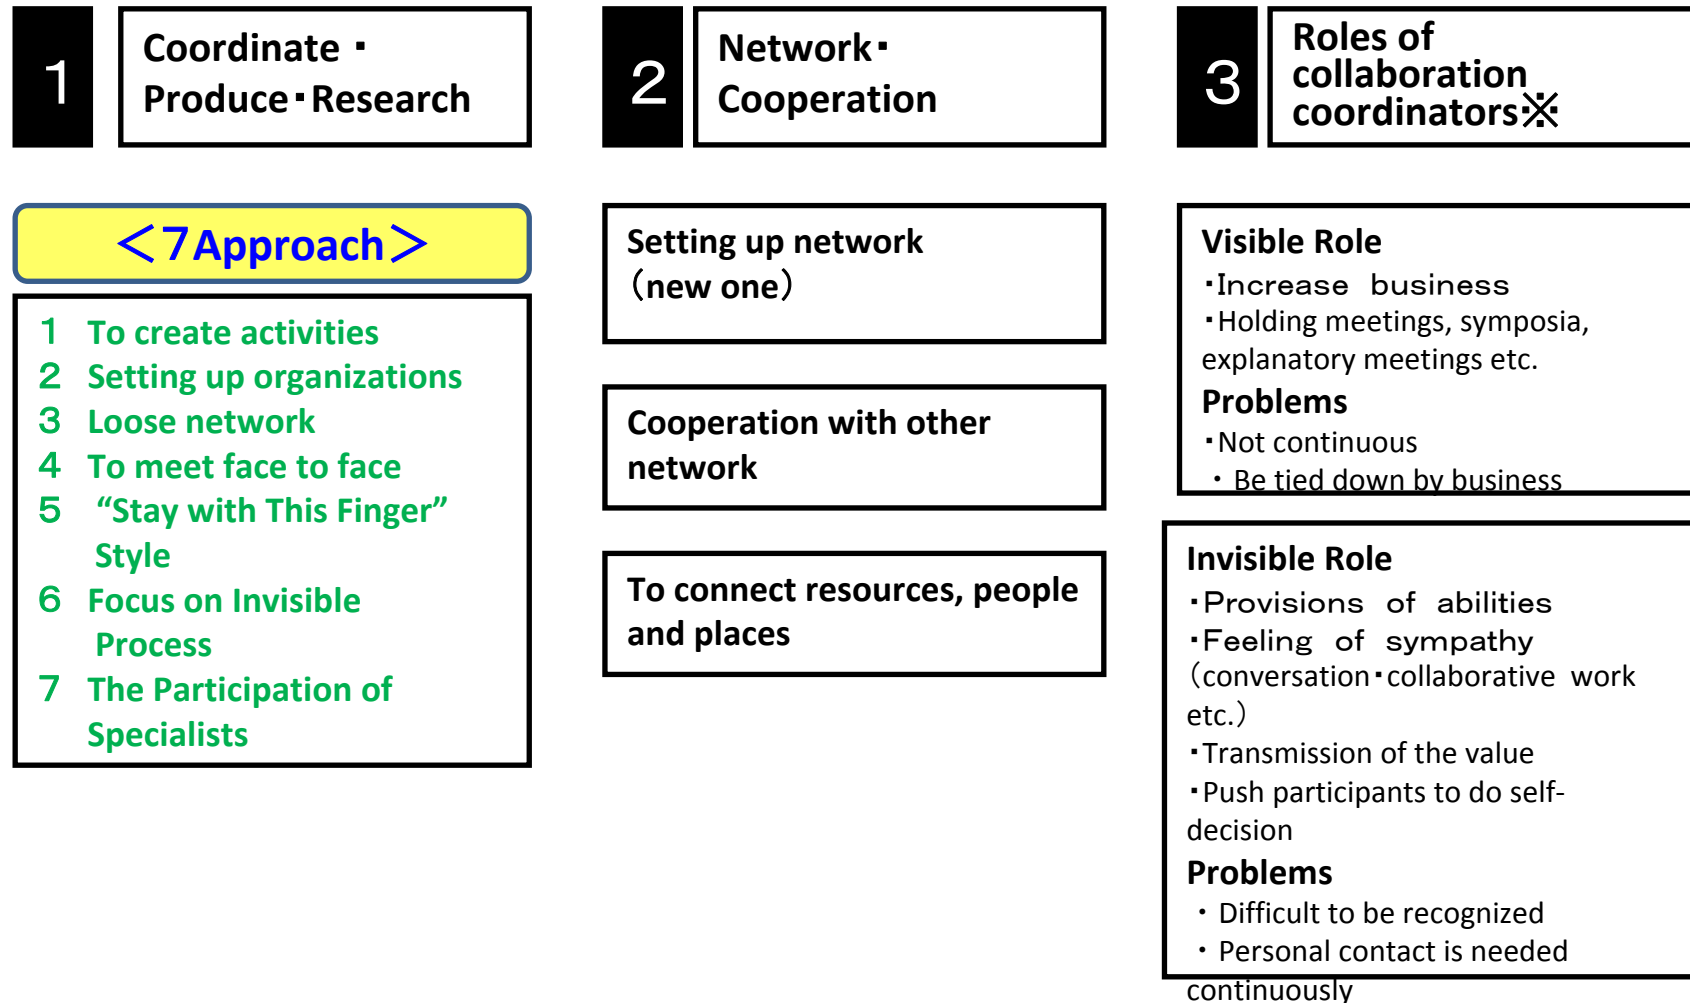 1
Coordinate ・
Produce・Research
<7Approach>
1 To create activities
2 Setting up organizations
3 Loose network
4 To meet face to face
5 “Stay with This Finger”
Style
6 Focus on Invisible
Process
7 The Participation of
Specialists
2
Network・
Cooperation
Setting up network
(new one)
Cooperation with other
network
To connect resources, people
and places
3
Roles of
collaboration
coordinators※
Visible Role
・Increase business
・Holding meetings, symposia,
explanatory meetings etc.
Problems
・Not continuous
・Be tied down by business
Invisible Role
・Provisions of abilities
・Feeling of sympathy
(conversation・collaborative work
etc.)
・Transmission of the value
・Push participants to do self-
decision
Problems
・Difficult to be recognized
・Personal contact is needed
continuously